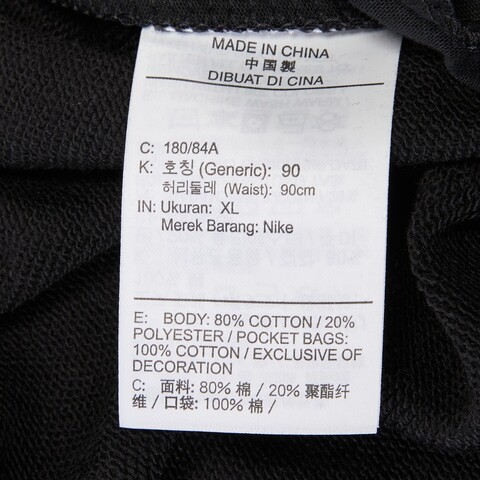 MADE IN CHINA
中国製
DIBUAT DI CINA
C: 180/84A
K: 호칭 (Generic): 90
허리둘레 (Waist): 90cm
IN: Ukuran: XL
Merek Barang: Nike
E: BODY: 80% COTTON / 20%
POLYESTER / POCKET BAGS:
100% COTTON / EXCLUSIVE OF
DECORATION
C: 面料: 80% 棉 / 20% 聚酯纤
维 / 口袋: 100% 棉 /